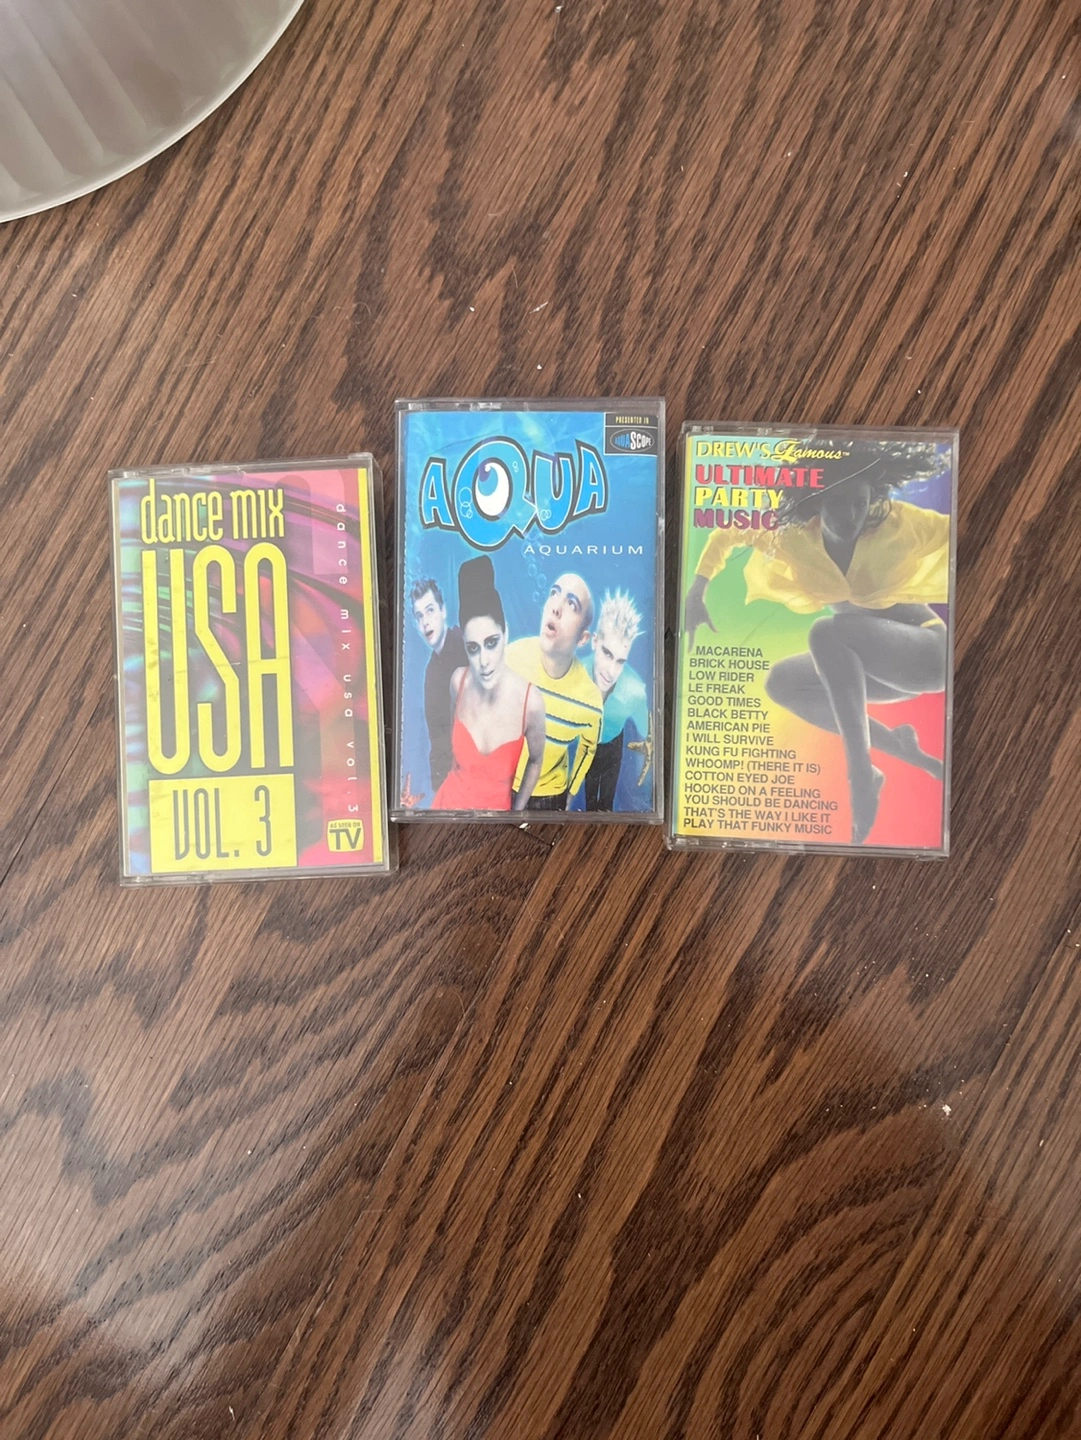 dance mix
USA
VOL. 3
dance mix usa vol. 3
AS SEEN ON
TV
PRESENTED IN
AQUASCOPE
AQUA
AQUARIUM
DREW'S Famous™
ULTIMATE
PARTY
MUSIC
MACARENA
BRICK HOUSE
LOW RIDER
LE FREAK
GOOD TIMES
BLACK BETTY
AMERICAN PIE
I WILL SURVIVE
KUNG FU FIGHTING
WHOOMP! (THERE IT IS)
COTTON EYED JOE
HOOKED ON A FEELING
YOU SHOULD BE DANCING
THAT'S THE WAY I LIKE IT
PLAY THAT FUNKY MUSIC